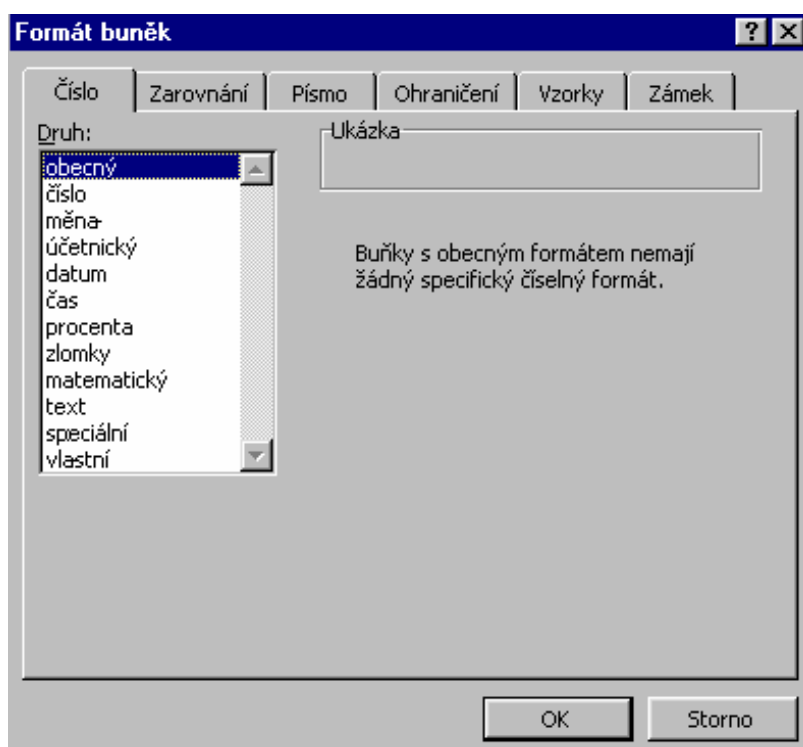 Formát buněk
Číslo Zarovnání Písmo Ohraničení Vzorky Zámek
Druh:
obecný
číslo
měna
účetnický
datum
čas
procenta
zlomky
matematický
text
speciální
vlastní
Ukázka
Buňky s obecným formátem nemají
žádný specifický číselný formát.
OK Storno